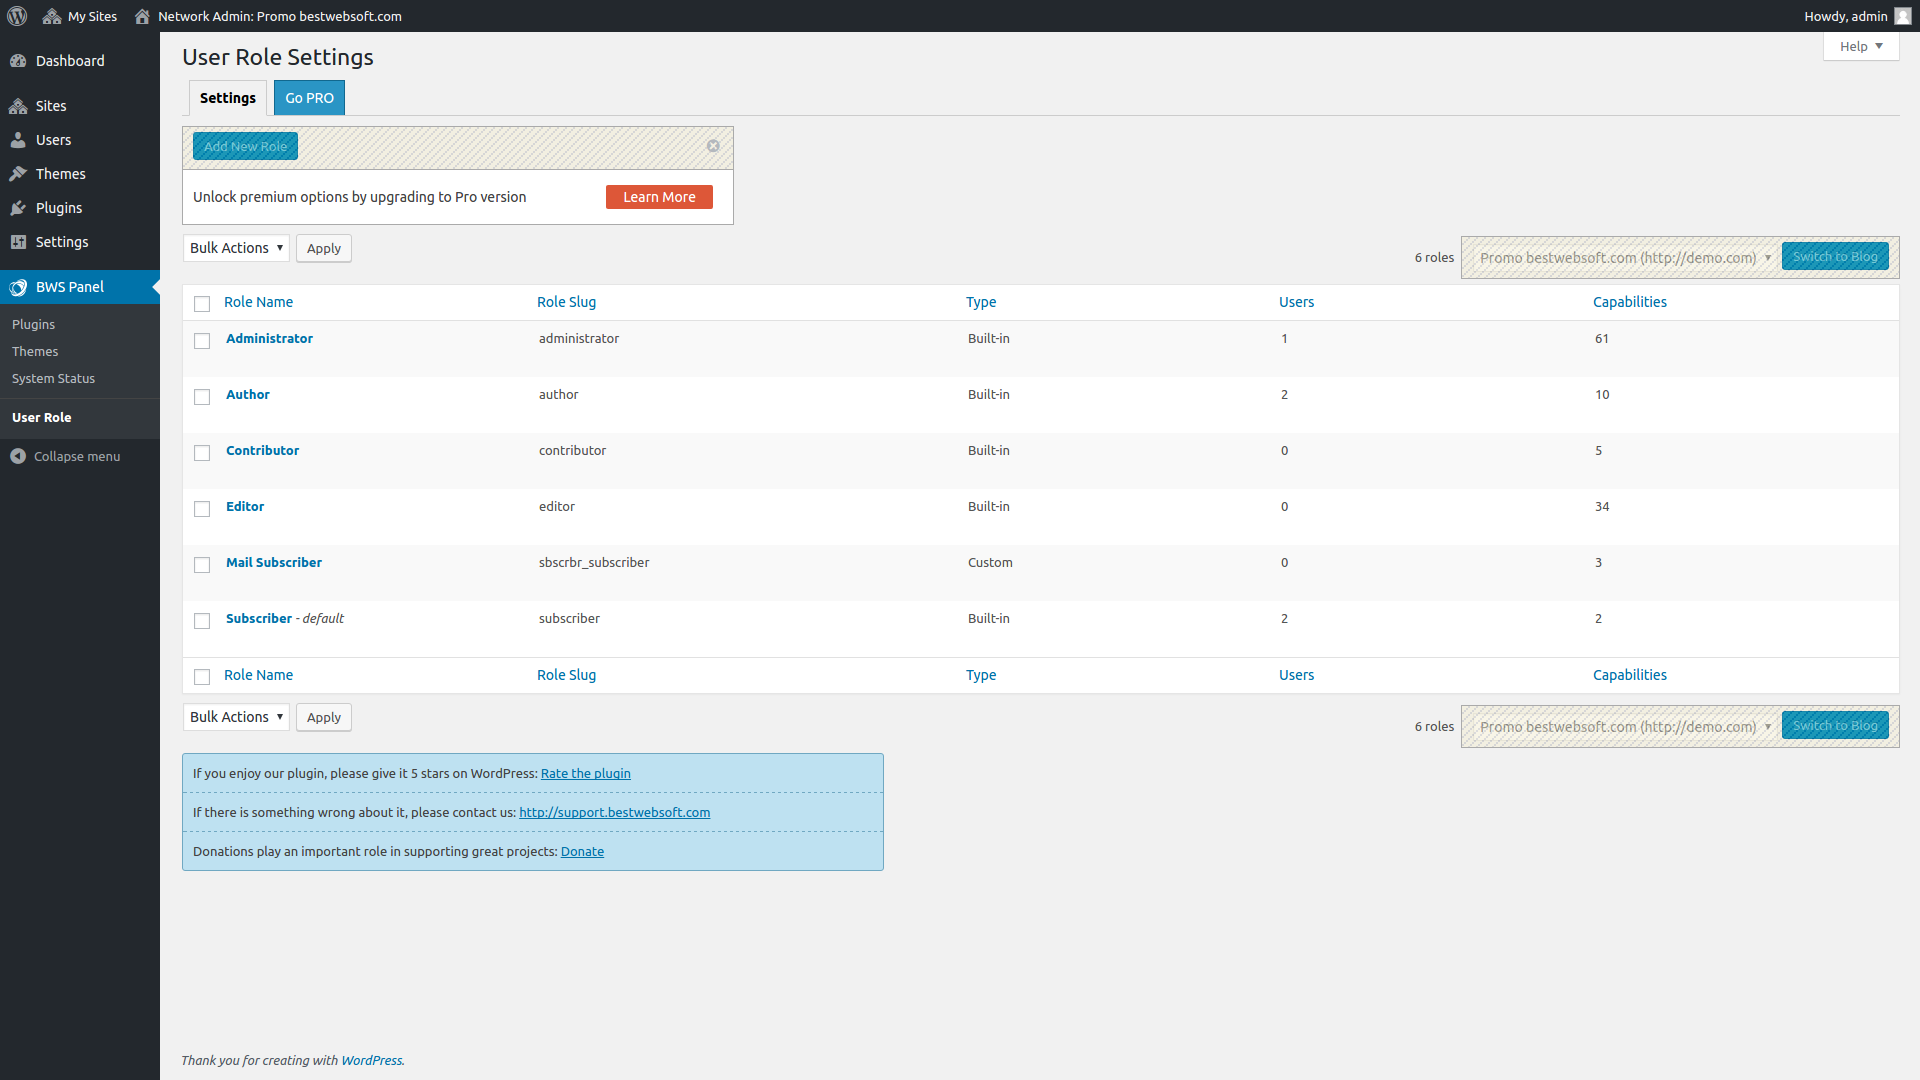 My Sites Network Admin: Promo bestwebsoft.com Howdy, admin
Dashboard
Sites
Users
Themes
Plugins
Settings
BWS Panel
Plugins
Themes
System Status
User Role
Collapse menu
User Role Settings Help
Settings Go PRO
Add New Role
Unlock premium options by upgrading to Pro version Learn More
Bulk Actions Apply 6 roles Promo bestwebsoft.com (http://demo.com) Switch to Blog
Role Name Role Slug Type Users Capabilities
Administrator administrator Built-in 1 61
Author author Built-in 2 10
Contributor contributor Built-in 0 5
Editor editor Built-in 0 34
Mail Subscriber sbscrbr_subscriber Custom 0 3
Subscriber - default subscriber Built-in 2 2
Role Name Role Slug Type Users Capabilities
Bulk Actions Apply 6 roles Promo bestwebsoft.com (http://demo.com) Switch to Blog
If you enjoy our plugin, please give it 5 stars on WordPress: Rate the plugin
If there is something wrong about it, please contact us: http://support.bestwebsoft.com
Donations play an important role in supporting great projects: Donate
Thank you for creating with WordPress.